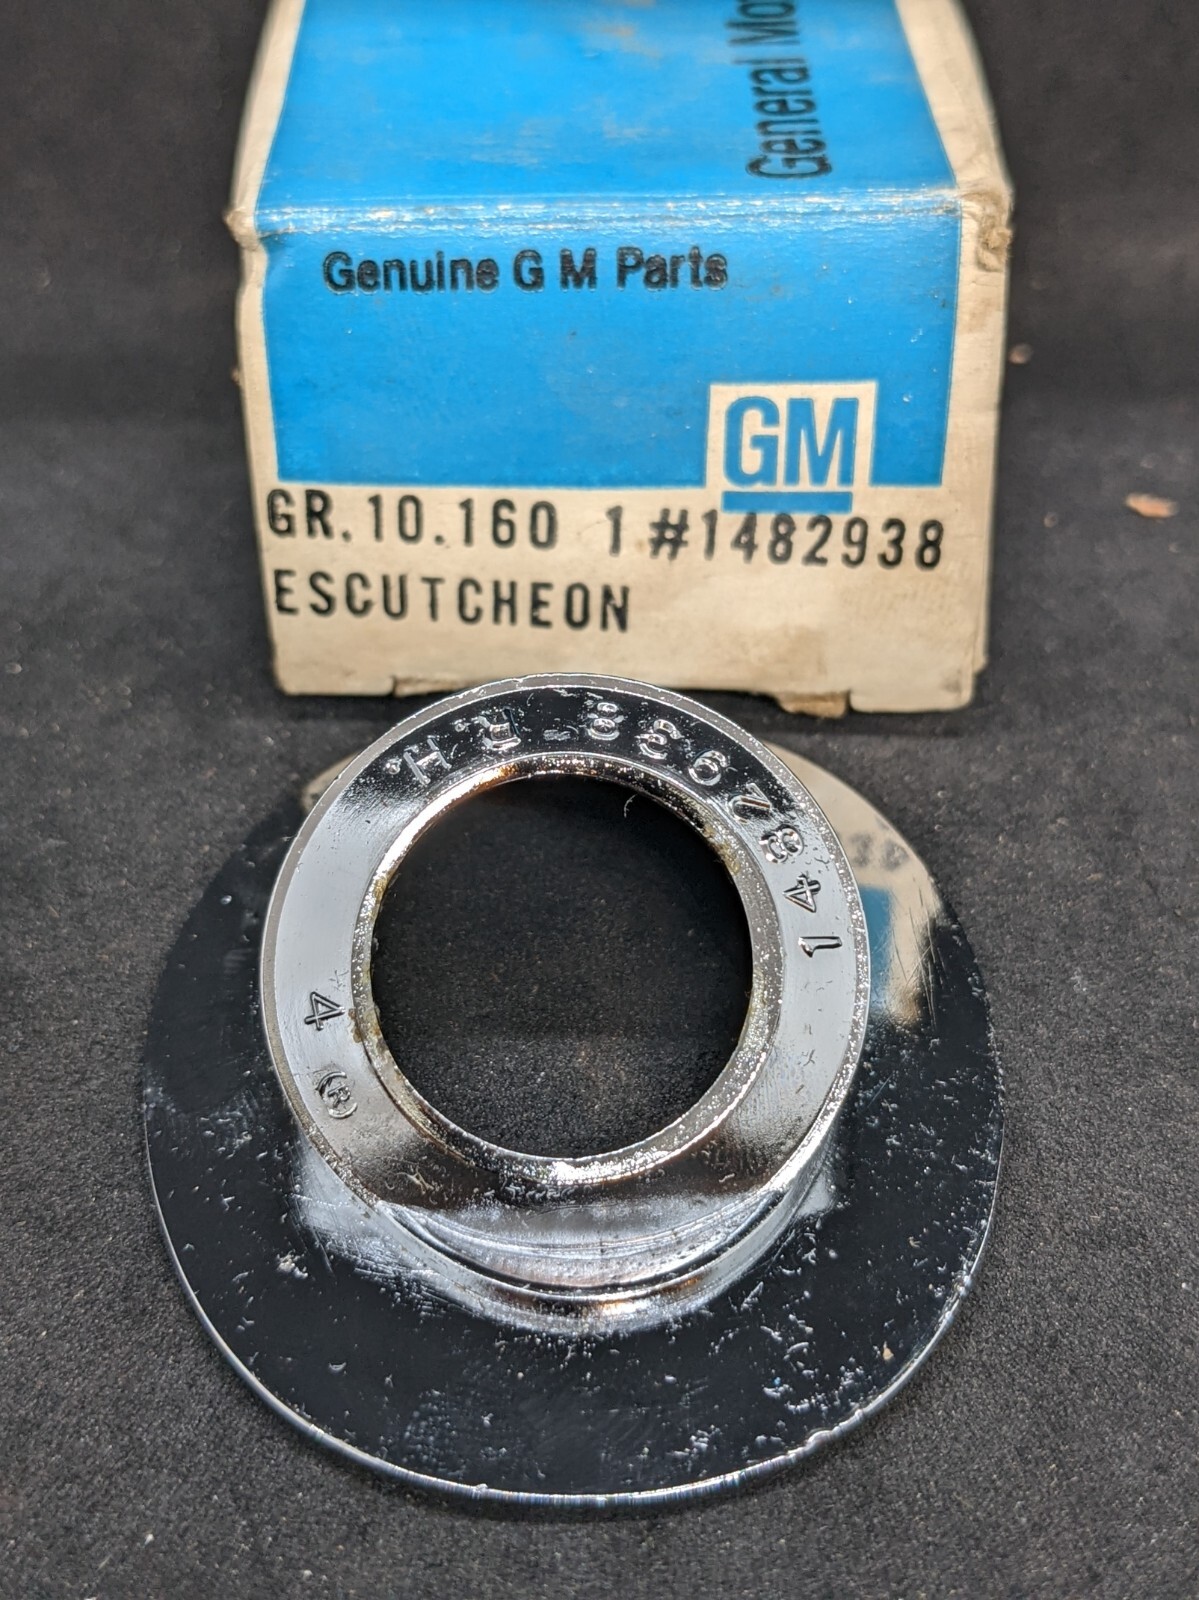 General Mo
Genuine G M Parts
GM
GR.10.160 1 #1482938
ESCUTCHEON
1482938-R.H.
4
(R)